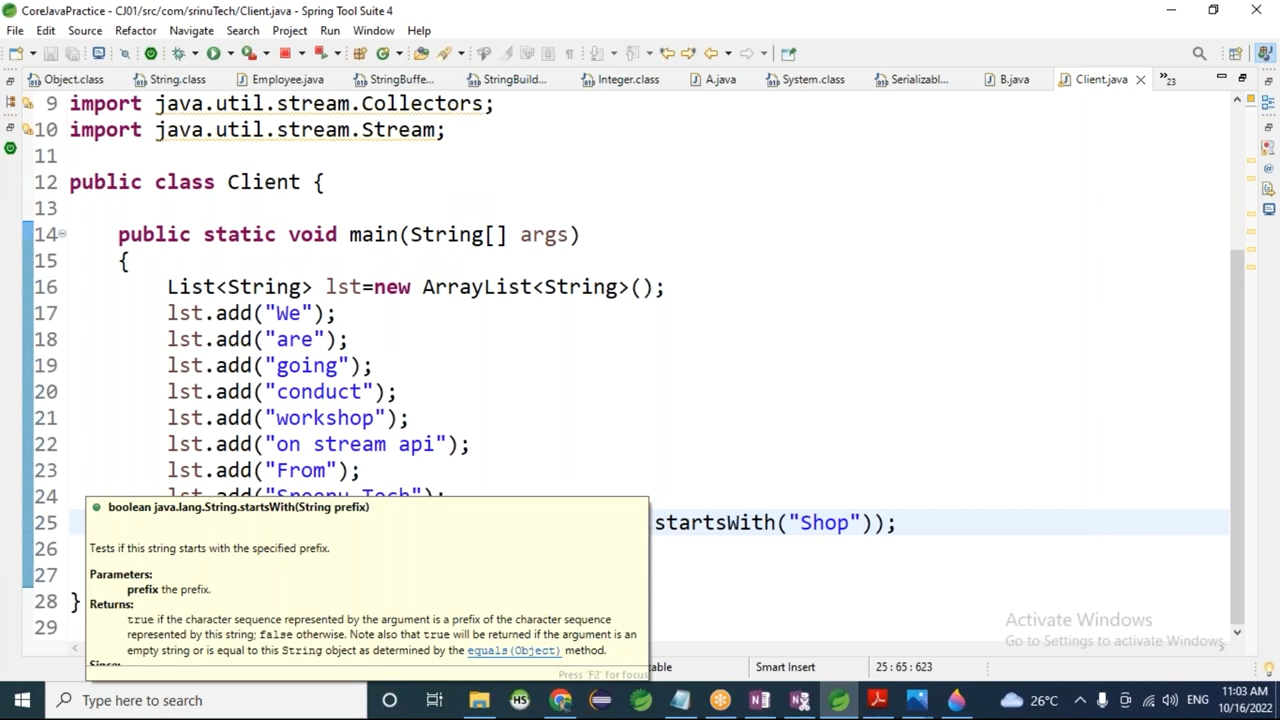 CoreJavaPractice - CJ01/src/com/srinuTech/Client.java - Spring Tool Suite 4
File Edit Source Refactor Navigate Search Project Run Window Help
Object.class String.class Employee.java StringBuffe... StringBuild... Integer.class A.java System.class Serializabl... B.java Client.java »23
9 import java.util.stream.Collectors;
10 import java.util.stream.Stream;
11
12 public class Client {
13
14 public static void main(String[] args)
15 {
16 List<String> lst=new ArrayList<String>();
17 lst.add("We");
18 lst.add("are");
19 lst.add("going");
20 lst.add("conduct");
21 lst.add("workshop");
22 lst.add("on stream api");
23 lst.add("From");
24 lst.add("Sreenu Tech");
25 .startsWith("Shop"));
26
27
28 }
29
boolean java.lang.String.startsWith(String prefix)
Tests if this string starts with the specified prefix.
Parameters:
prefix the prefix.
Returns:
true if the character sequence represented by the argument is a prefix of the character sequence
represented by this string; false otherwise. Note also that true will be returned if the argument is an
empty string or is equal to this String object as determined by the equals(Object) method.
Since:
Press 'F2' for focus
Activate Windows
Go to Settings to activate Windows.
Smart Insert 25 : 65 : 623
Type here to search
HS
26°C ENG 11:03 AM
10/16/2022